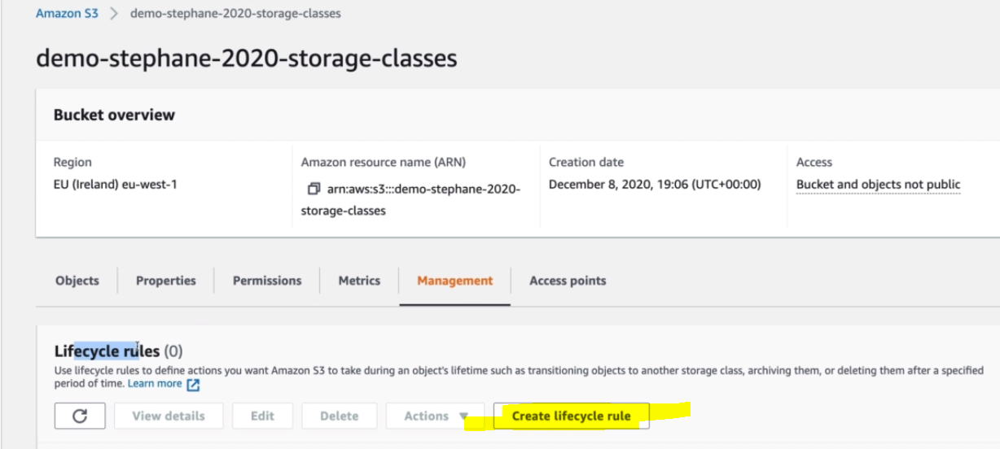 Amazon S3 > demo-stephane-2020-storage-classes
demo-stephane-2020-storage-classes
Bucket overview
Region
EU (Ireland) eu-west-1
Amazon resource name (ARN)
arn:aws:s3:::demo-stephane-2020-
storage-classes
Creation date
December 8, 2020, 19:06 (UTC+00:00)
Access
Bucket and objects not public
Objects Properties Permissions Metrics Management Access points
Lifecycle rules (0)
Use lifecycle rules to define actions you want Amazon S3 to take during an object's lifetime such as transitioning objects to another storage class, archiving them, or deleting them after a specified
period of time. Learn more
View details Edit Delete Actions Create lifecycle rule